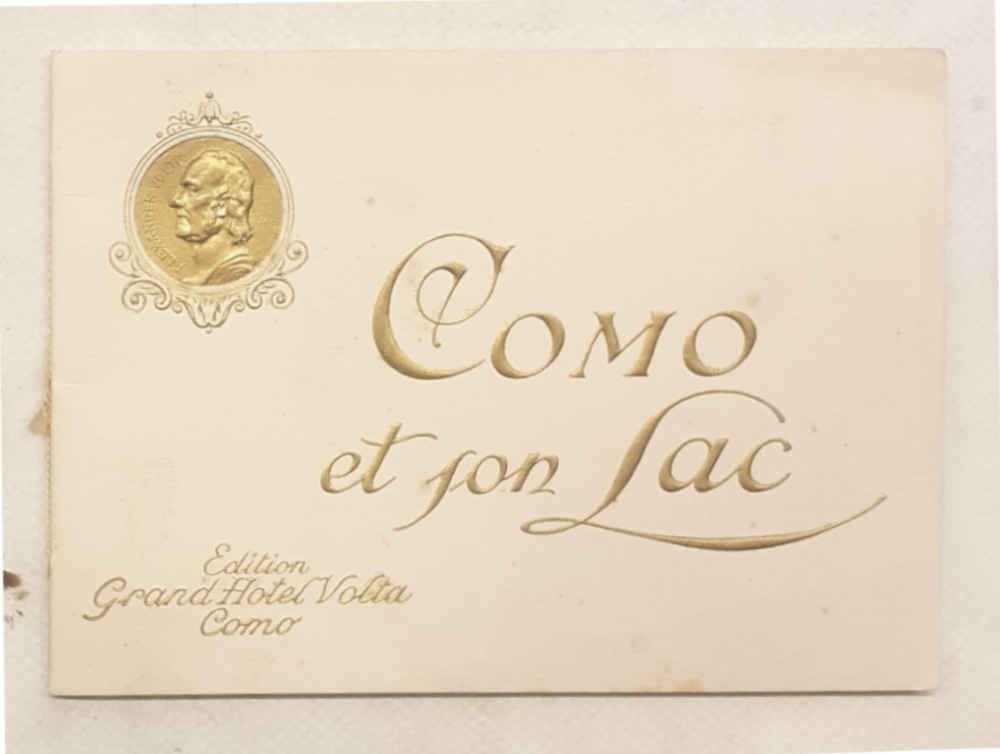 Como
et son Lac
Edition
Grand Hotel Volta
Como